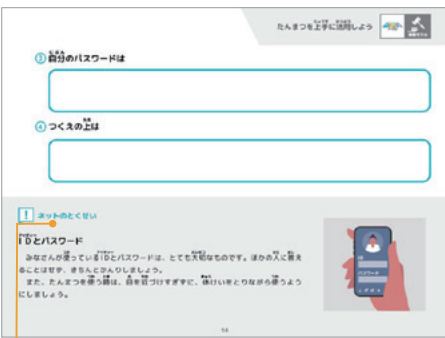 たんまつを上手に活用しよう
③自分のパスワードは
④つくえの上は
! ネットのとくせい
IDとパスワード
みなさんが使っているIDとパスワードは、とても大切なものです。ほかの人に教え
ることはせず、きちんとかんりしましょう。
また、たんまつを使う時は、目を近づけすぎずに、休けいをとりながら使うよう
にしましょう。
ID
パスワード
54